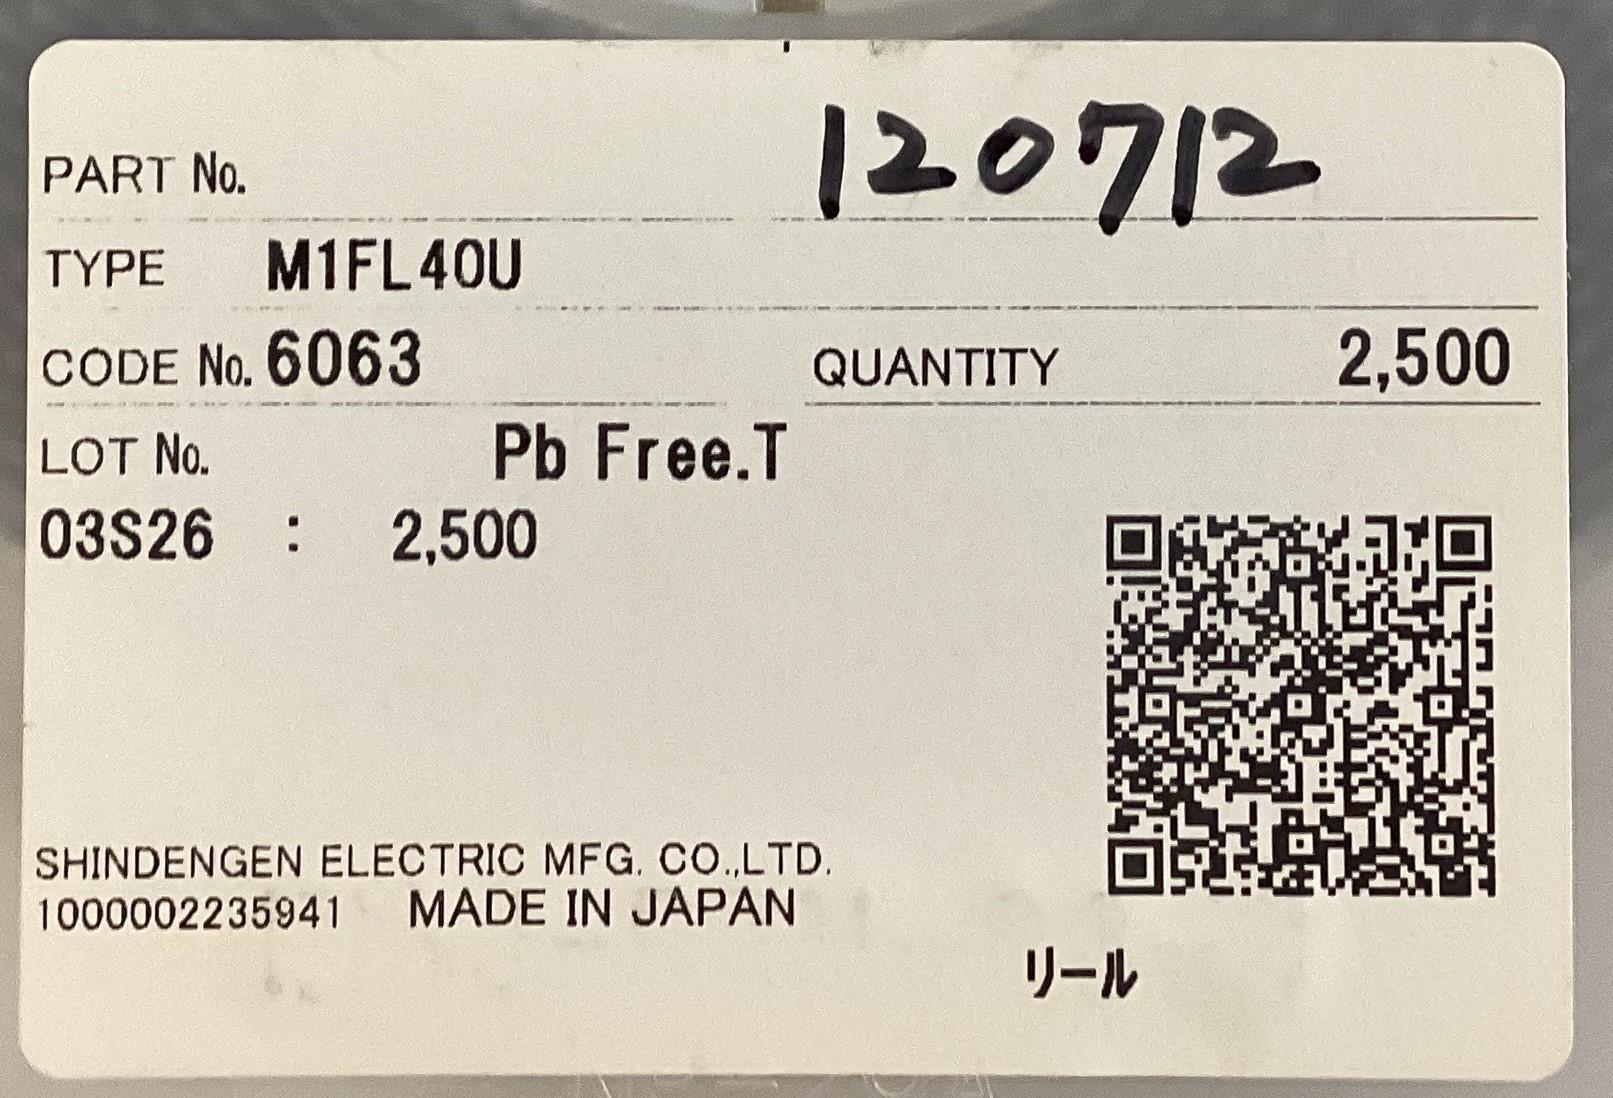 PART No. 120712
TYPE M1FL40U
CODE No. 6063 QUANTITY 2,500
LOT No. Pb Free.T
03S26 : 2,500
SHINDENGEN ELECTRIC MFG. CO.,LTD.
1000002235941 MADE IN JAPAN
リール